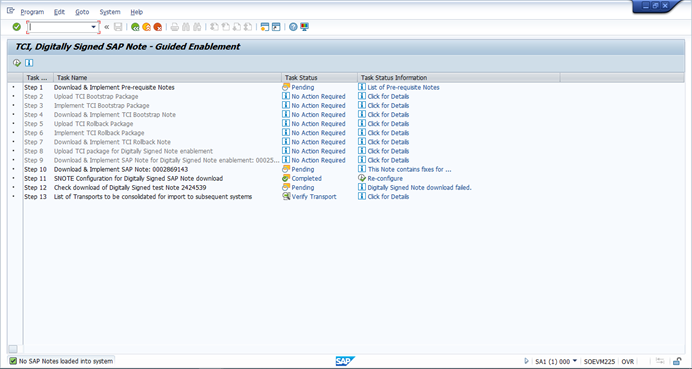 Program Edit Goto System Help
TCI, Digitally Signed SAP Note - Guided Enablement
Task ... Task Name Task Status Task Status Information
Step 1 Download & Implement Pre-requisite Notes Pending List of Pre-requisite Notes
Step 2 Upload TCI Bootstrap Package No Action Required Click for Details
Step 3 Implement TCI Bootstrap Package No Action Required Click for Details
Step 4 Download & Implement TCI Bootstrap Note No Action Required Click for Details
Step 5 Upload TCI Rollback Package No Action Required Click for Details
Step 6 Implement TCI Rollback Package No Action Required Click for Details
Step 7 Download & Implement TCI Rollback Note No Action Required Click for Details
Step 8 Upload TCI package for Digitally Signed Note enablement No Action Required Click for Details
Step 9 Download & Implement SAP Note for Digitally Signed Note enablement: 00025... No Action Required Click for Details
Step 10 Download & Implement SAP Note: 0002869143 Pending This Note contains fixes for ...
Step 11 SNOTE Configuration for Digitally Signed SAP Note download Completed Re-configure
Step 12 Check download of Digitally Signed test Note 2424539 Pending Digitally Signed Note download failed.
Step 13 List of Transports to be consolidated for import to subsequent systems Verify Transport Click for Details
No SAP Notes loaded into system SAP SA1 (1) 000 SOEVM225 OVR